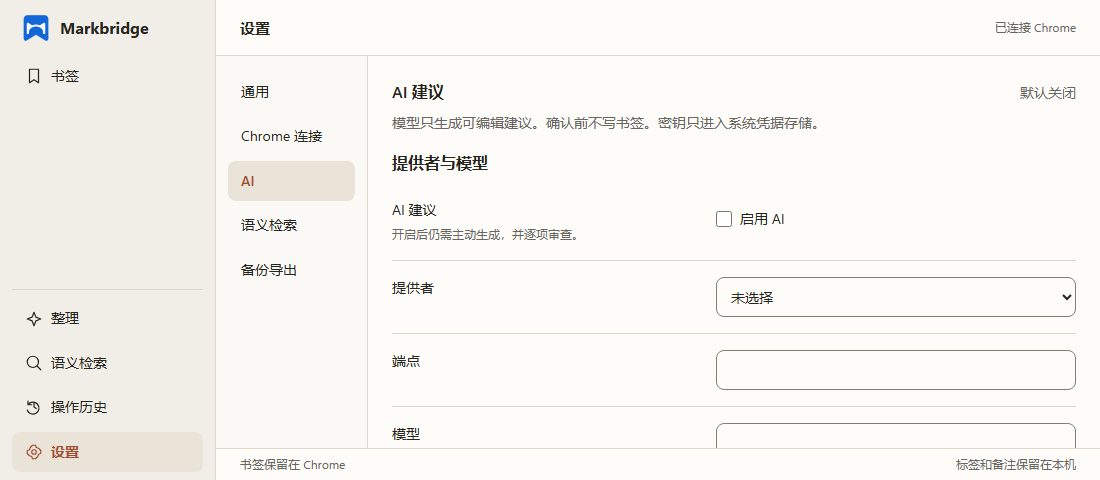 Markbridge
书签
整理
语义检索
操作历史
设置
设置
已连接 Chrome
通用
Chrome 连接
AI
语义检索
备份导出
AI 建议
默认关闭
模型只生成可编辑建议。确认前不写书签。密钥只进入系统凭据存储。
提供者与模型
AI 建议
开启后仍需主动生成，并逐项审查。
启用 AI
提供者
未选择
端点
模型
书签保留在 Chrome
标签和备注保留在本机